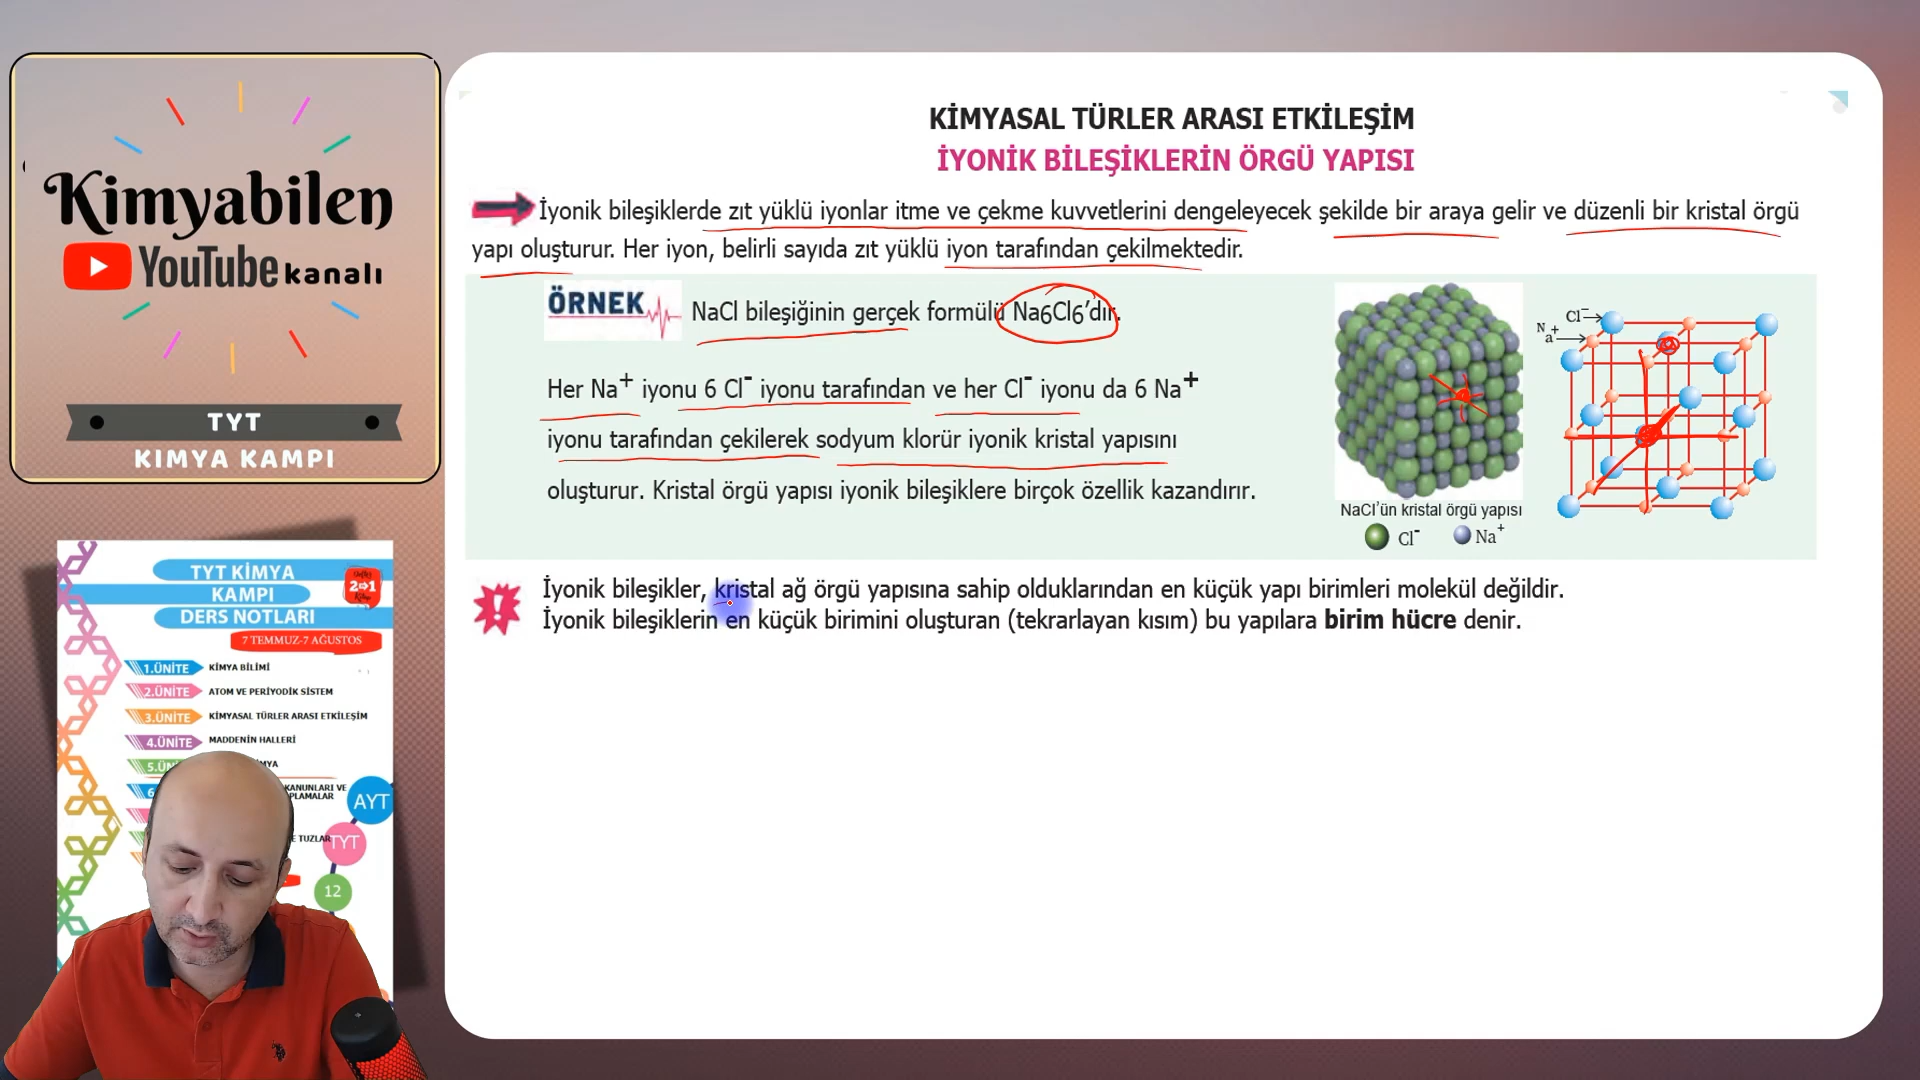 Kimyabilen
YouTube kanalı
TYT
KIMYA KAMPI
KİMYASAL TÜRLER ARASI ETKİLEŞİM
İYONİK BİLEŞİKLERİN ÖRGÜ YAPISI
İyonik bileşiklerde zıt yüklü iyonlar itme ve çekme kuvvetlerini dengeleyecek şekilde bir araya gelir ve düzenli bir kristal örgü
yapı oluşturur. Her iyon, belirli sayıda zıt yüklü iyon tarafından çekilmektedir.
ÖRNEK
NaCl bileşiğinin gerçek formülü Na6Cl6'dır.
Her Na+ iyonu 6 Cl- iyonu tarafından ve her Cl- iyonu da 6 Na+
iyonu tarafından çekilerek sodyum klorür iyonik kristal yapısını
oluşturur. Kristal örgü yapısı iyonik bileşiklere birçok özellik kazandırır.
Cl-
Na+
NaCl'ün kristal örgü yapısı
Cl- Na+
İyonik bileşikler, kristal ağ örgü yapısına sahip olduklarından en küçük yapı birimleri molekül değildir.
İyonik bileşiklerin en küçük birimini oluşturan (tekrarlayan kısım) bu yapılara birim hücre denir.
TYT KİMYA
KAMPI
DERS NOTLARI
2⇨1
7 TEMMUZ-7 AĞUSTOS
1.ÜNİTE KİMYA BİLİMİ
2.ÜNİTE ATOM VE PERİYODİK SİSTEM
3.ÜNİTE KİMYASAL TÜRLER ARASI ETKİLEŞİM
4.ÜNİTE MADDENİN HALLERİ
AYT
TYT
12